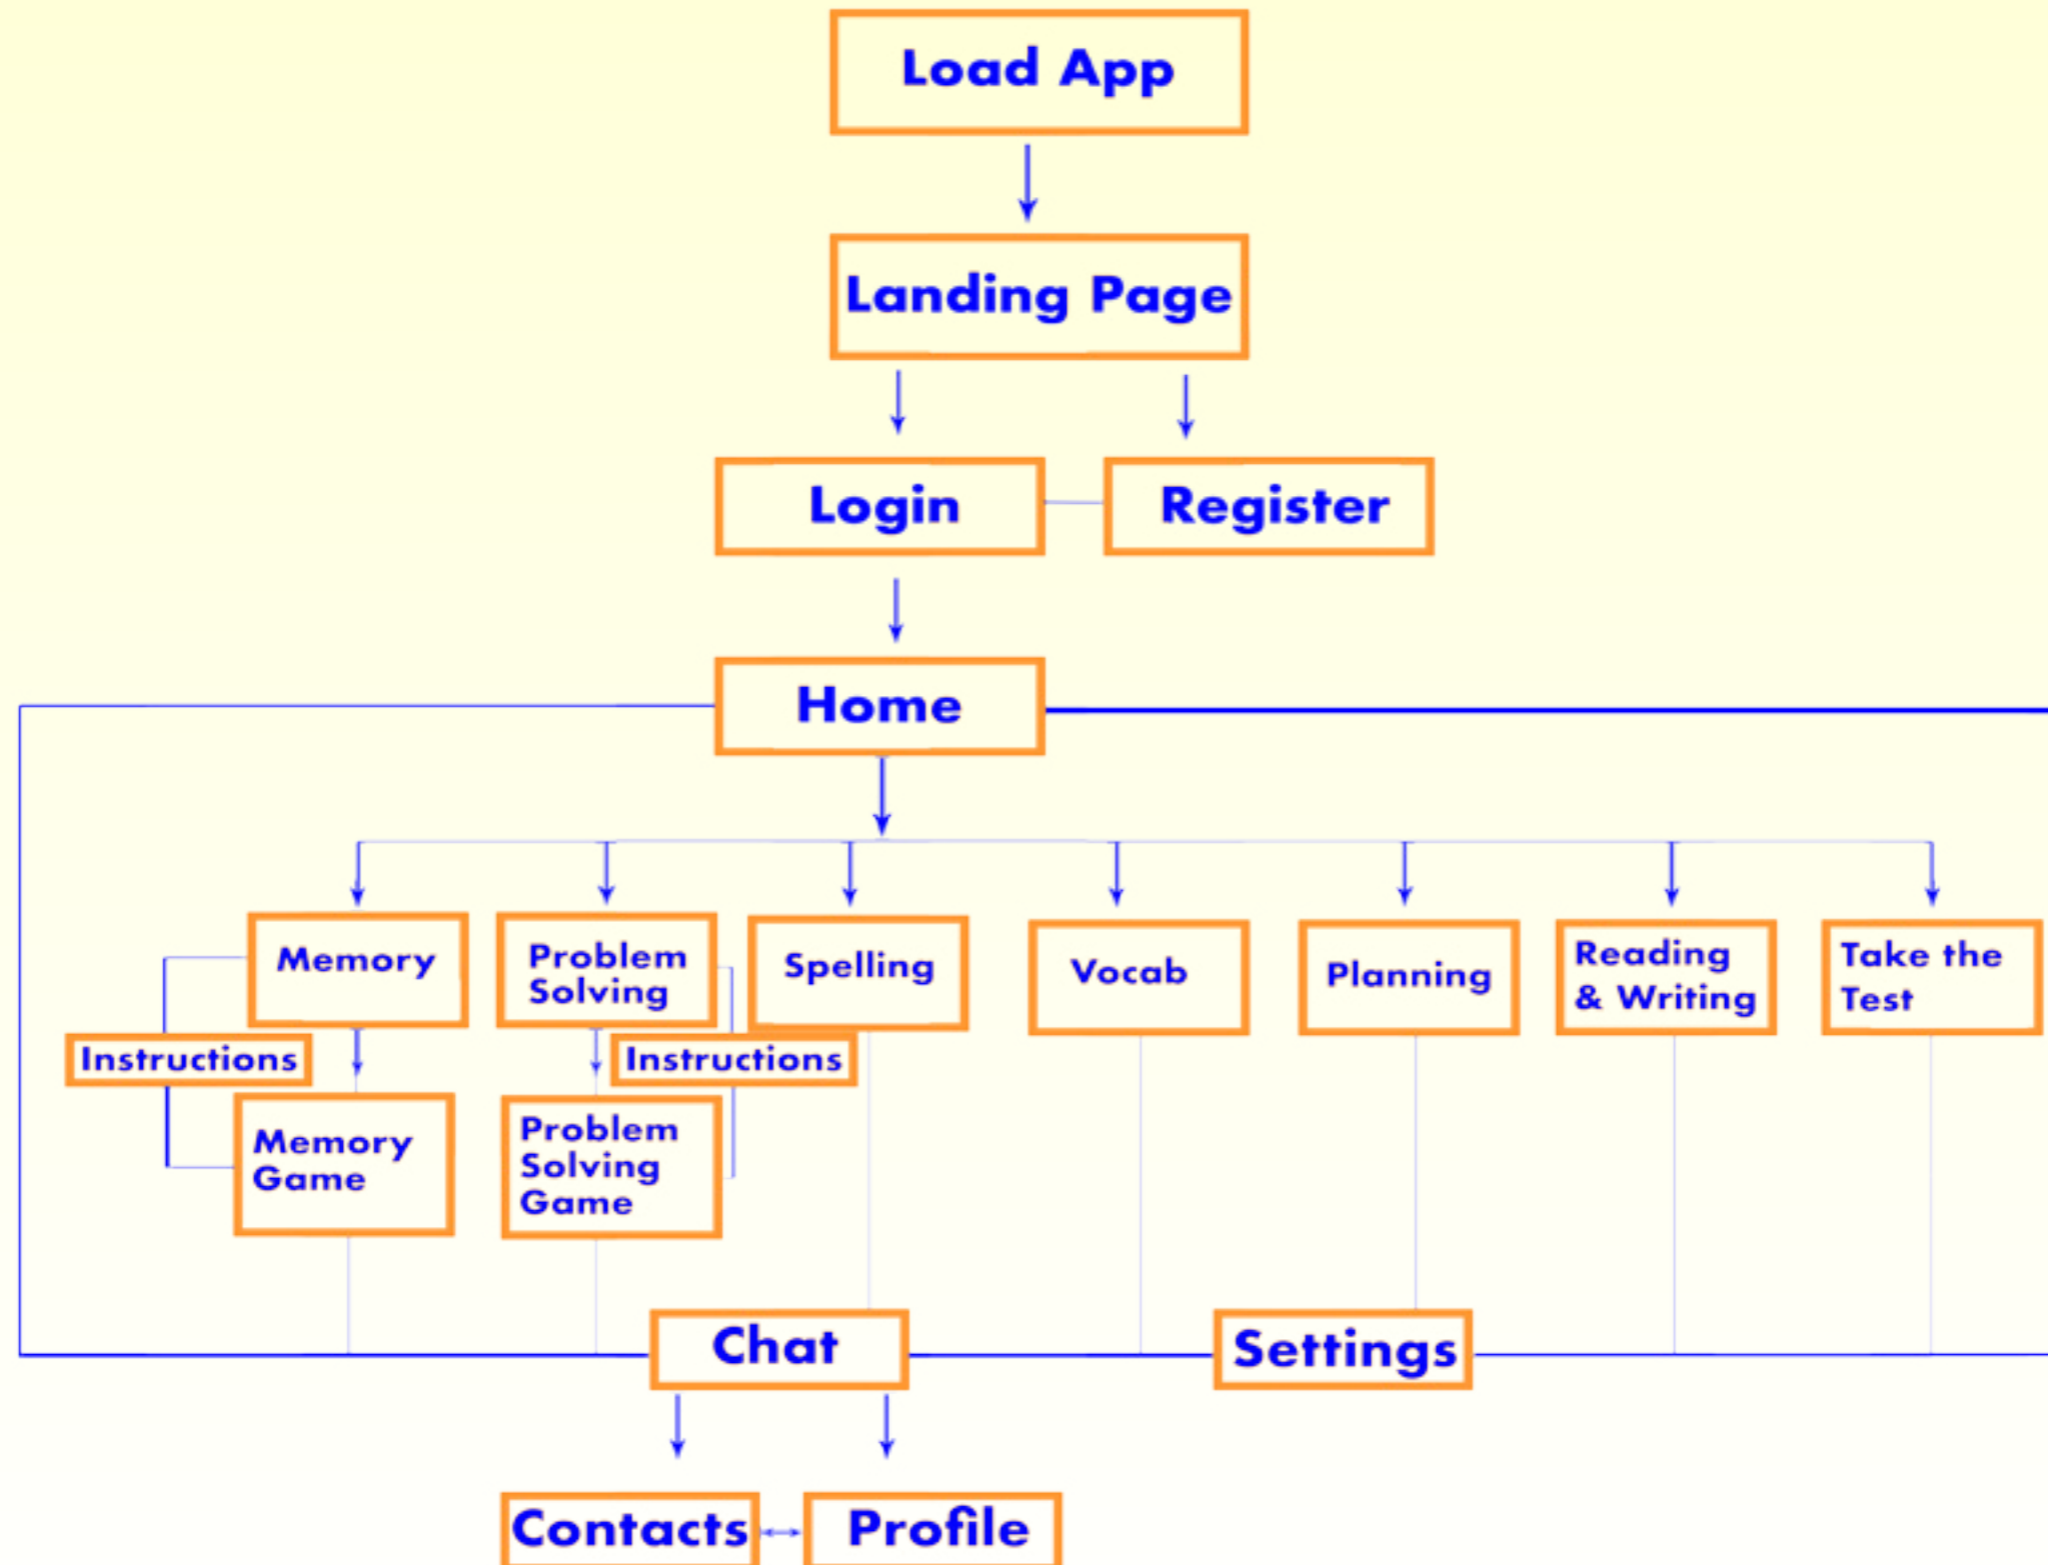 Load App
Landing Page
Login
Register
Home
Memory
Problem
Solving
Spelling
Vocab
Planning
Reading
& Writing
Take the
Test
Instructions
Instructions
Memory
Game
Problem
Solving
Game
Chat
Settings
Contacts
Profile